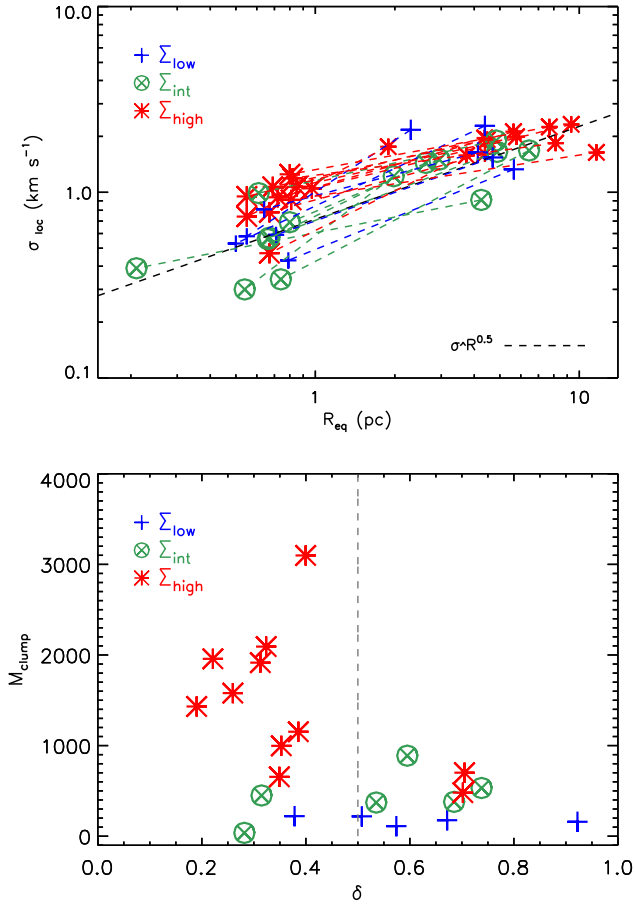 10.0
Σlow
Σint
Σhigh
σ loc (km s⁻¹)
1.0
σ^R^0.5
0.1
1
10
Req (pc)
4000
Σlow
Σint
Σhigh
3000
Mclump
2000
1000
0
0.0 0.2 0.4 0.6 0.8 1.0
δ